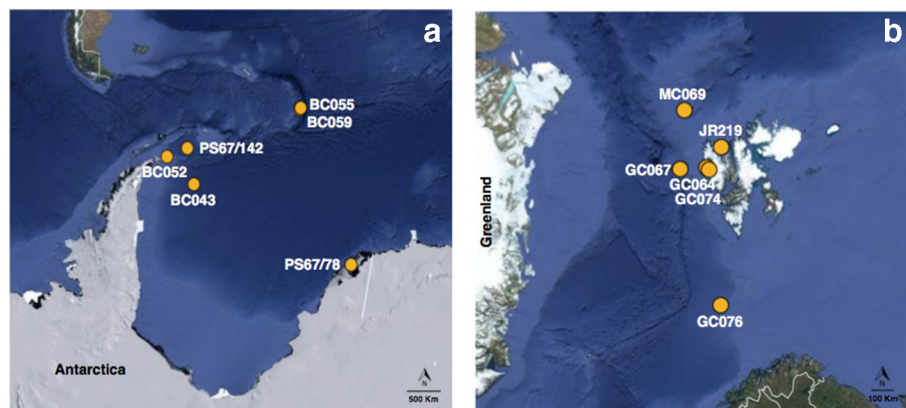 a
BC055
BC059
PS67/142
BC052
BC043
PS67/78
Antarctica
N
500 Km
b
MC069
JR219
GC067
GC064
GC074
Greenland
GC076
N
100 Km